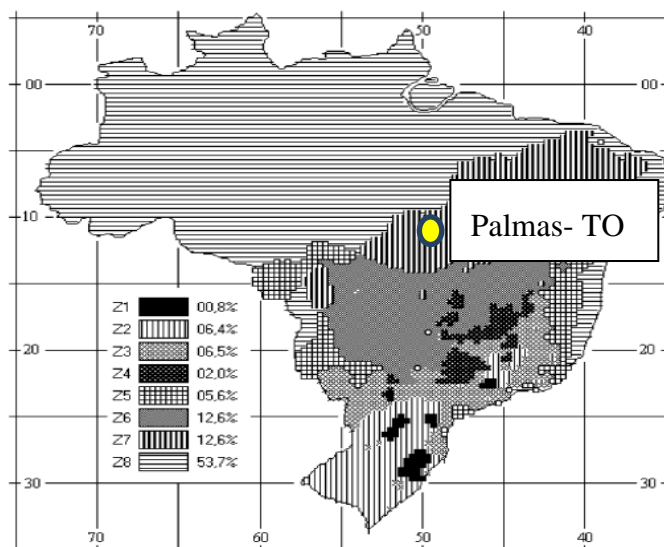 70 60 50 40
00 00
10
Palmas- TO
Z1 00,8%
Z2 06,4%
Z3 06,5%
Z4 02,0%
Z5 05,6%
Z6 12,6%
Z7 12,6%
Z8 53,7%
20 20
30 30
70 60 50 40